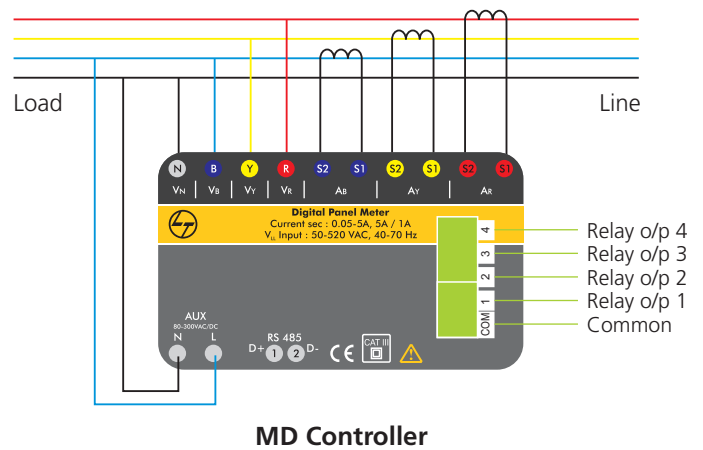 Load
Line
N B Y R S2 S1 S2 S1 S2 S1
VN VB VY VR AB AY AR
Digital Panel Meter
Current sec : 0.05-5A, 5A / 1A
VLL Input : 50-520 VAC, 40-70 Hz
4
3
2
1
COM
Relay o/p 4
Relay o/p 3
Relay o/p 2
Relay o/p 1
Common
AUX
80-300VAC/DC
N L
RS 485
D+ 1 2 D-
CE
CAT III
MD Controller